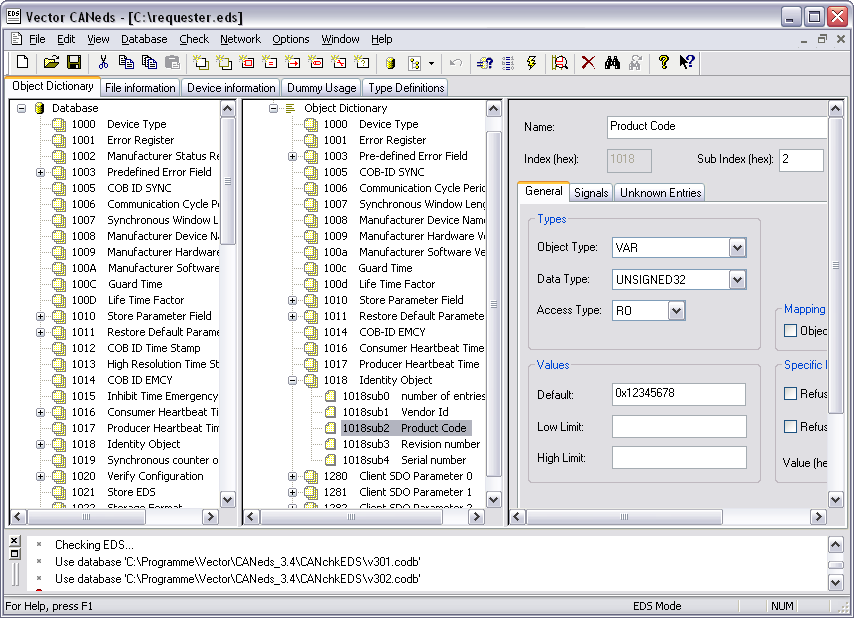 Vector CANeds - [C:\requester.eds]
File Edit View Database Check Network Options Window Help
Object Dictionary File information Device information Dummy Usage Type Definitions
Database
1000 Device Type
1001 Error Register
1002 Manufacturer Status Re
1003 Predefined Error Field
1005 COB ID SYNC
1006 Communication Cycle P
1007 Synchronous Window L
1008 Manufacturer Device N
1009 Manufacturer Hardware
100A Manufacturer Software
100C Guard Time
100D Life Time Factor
1010 Store Parameter Field
1011 Restore Default Parame
1012 COB ID Time Stamp
1013 High Resolution Time St
1014 COB ID EMCY
1015 Inhibit Time Emergency
1016 Consumer Heartbeat Ti
1017 Producer Heartbeat Tim
1018 Identity Object
1019 Synchronous counter o
1020 Verify Configuration
1021 Store EDS
1022 Storage Format
Object Dictionary
1000 Device Type
1001 Error Register
1003 Pre-defined Error Field
1005 COB-ID SYNC
1006 Communication Cycle Perio
1007 Synchronous Window Leng
1008 Manufacturer Device Name
1009 Manufacturer Hardware Ve
100a Manufacturer Software Ve
100c Guard Time
100d Life Time Factor
1010 Store Parameter Field
1011 Restore Default Paramete
1014 COB-ID EMCY
1016 Consumer Heartbeat Time
1017 Producer Heartbeat Time
1018 Identity Object
1018sub0 number of entries
1018sub1 Vendor Id
1018sub2 Product Code
1018sub3 Revision number
1018sub4 Serial number
1280 Client SDO Parameter 0
1281 Client SDO Parameter 1
1282 Client SDO Parameter 2
Name: Product Code
Index (hex): 1018 Sub Index (hex): 2
General Signals Unknown Entries
Types
Object Type: VAR
Data Type: UNSIGNED32
Access Type: RO
Mapping
Objec
Values
Default: 0x12345678
Low Limit:
High Limit:
Specific
Refus
Refus
Value (he
Checking EDS...
Use database 'C:\Programme\Vector\CANeds_3.4\CANchkEDS\v301.codb'
Use database 'C:\Programme\Vector\CANeds_3.4\CANchkEDS\v302.codb'
For Help, press F1 EDS Mode NUM